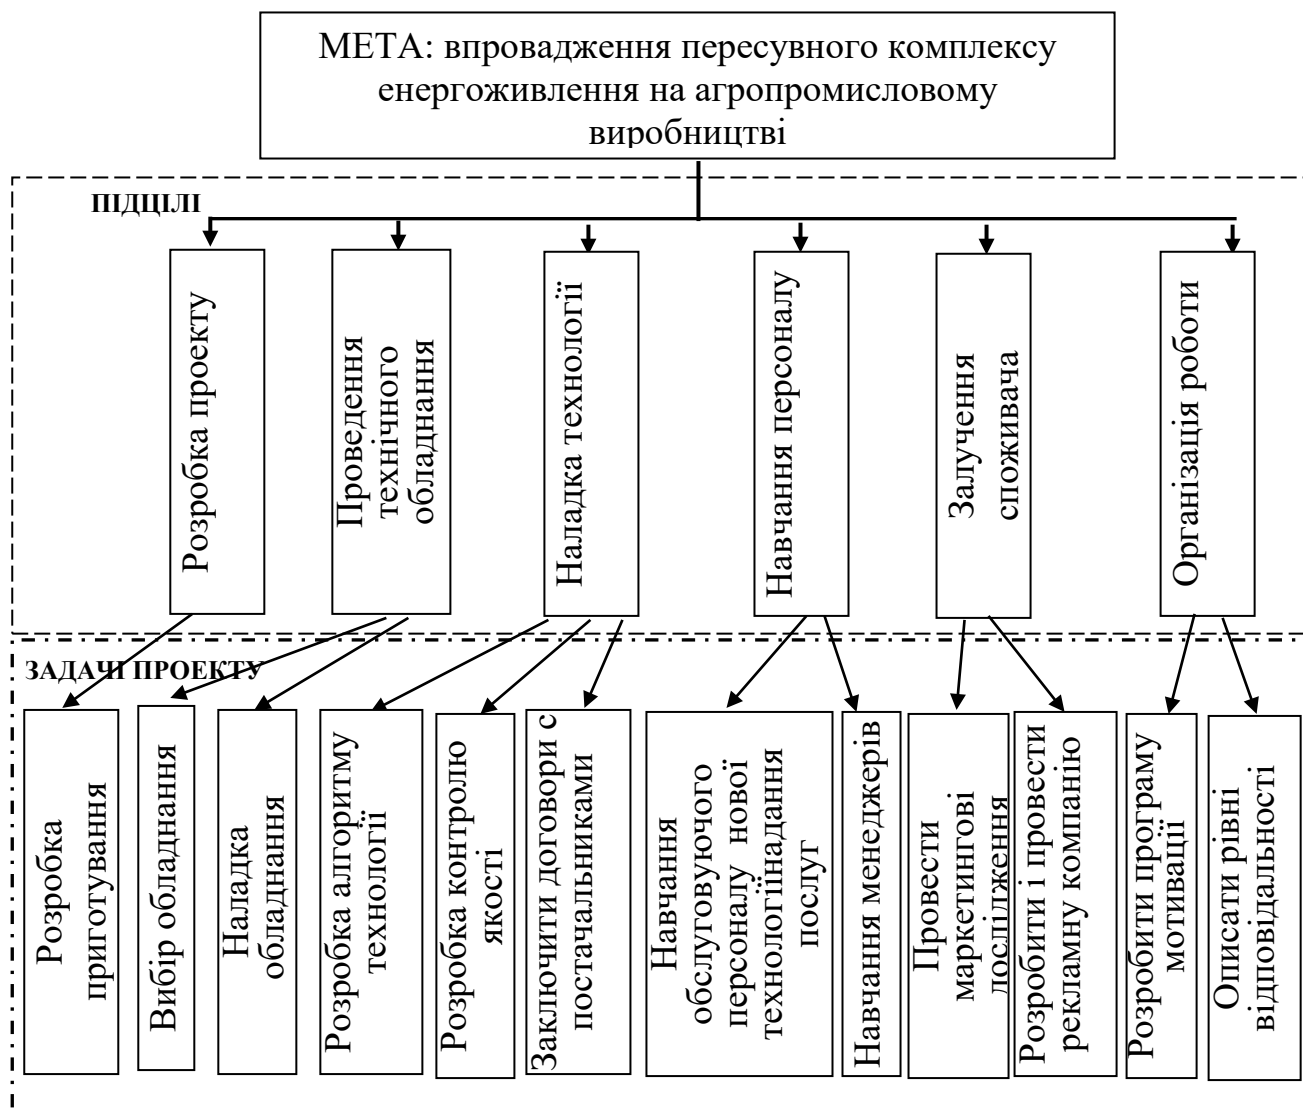 МЕТА: впровадження пересувного комплексу
енергоживлення на агропромисловому
виробництві
ПІДЦІЛІ
Розробка проекту
Проведення
технічного
обладнання
Наладка технології
Навчання персоналу
Залучення
споживача
Організація роботи
ЗАДАЧІ ПРОЕКТУ
Розробка
приготування
Вибір обладнання
Наладка
обладнання
Розробка алгоритму
технології
Розробка контролю
якості
Заключити договори с
постачальниками
Навчання
обслуговуючого
персоналу нової
технологіїнадання
послуг
Навчання менеджерів
Провести
маркетингові
дослідження
Розробити і провести
рекламну компанію
Розробити програму
мотивації
Описати рівні
відповідальності